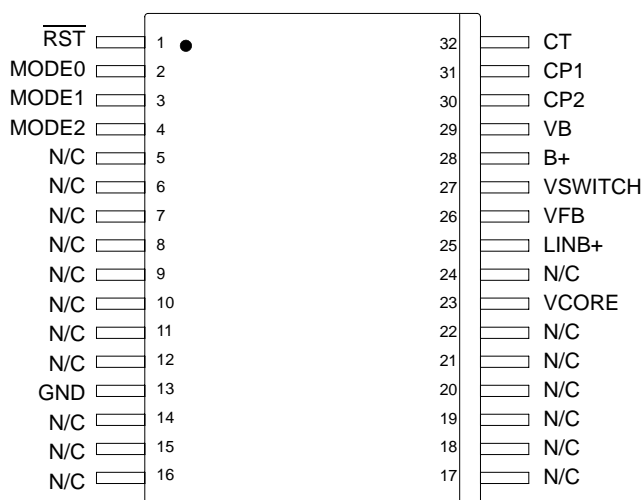 RST 1 32 CT
MODE0 2 31 CP1
MODE1 3 30 CP2
MODE2 4 29 VB
N/C 5 28 B+
N/C 6 27 VSWITCH
N/C 7 26 VFB
N/C 8 25 LINB+
N/C 9 24 N/C
N/C 10 23 VCORE
N/C 11 22 N/C
N/C 12 21 N/C
GND 13 20 N/C
N/C 14 19 N/C
N/C 15 18 N/C
N/C 16 17 N/C